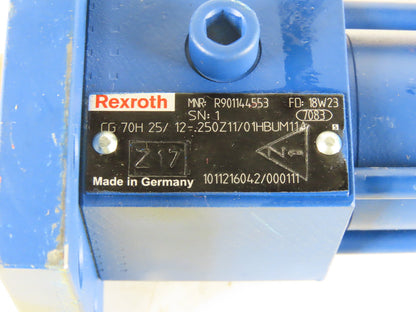 Rexroth MNR: R901144553 FD: 18W23
SN: 1 7083
CG 70H 25/ 12-.250Z11/01HBUM11A
Z17
Made in Germany 1011216042/000111